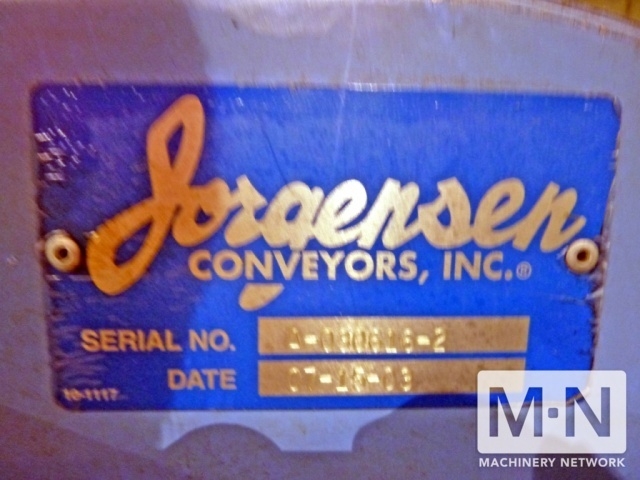 Jorgensen
CONVEYORS, INC.®
SERIAL NO.
DATE
10-1117
M·N
MACHINERY NETWORK